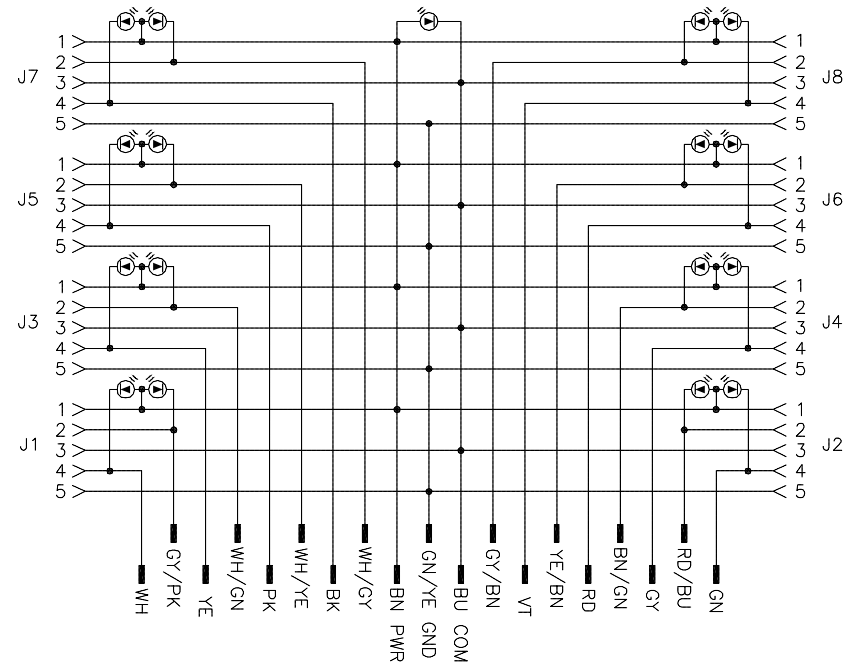 1 1
2 2
J7 J8
3 3
4 4
5 5
1 1
2 2
J5 J6
3 3
4 4
5 5
1 1
2 2
J3 J4
3 3
4 4
5 5
1 1
2 2
J1 J2
3 3
4 4
5 5
WH
GY/PK
YE
WH/GN
PK
WH/YE
BK
WH/GY
BN PWR
GN/YE GND
BU COM
GY/BN
VT
YE/BN
RD
BN/GN
GY
RD/BU
GN